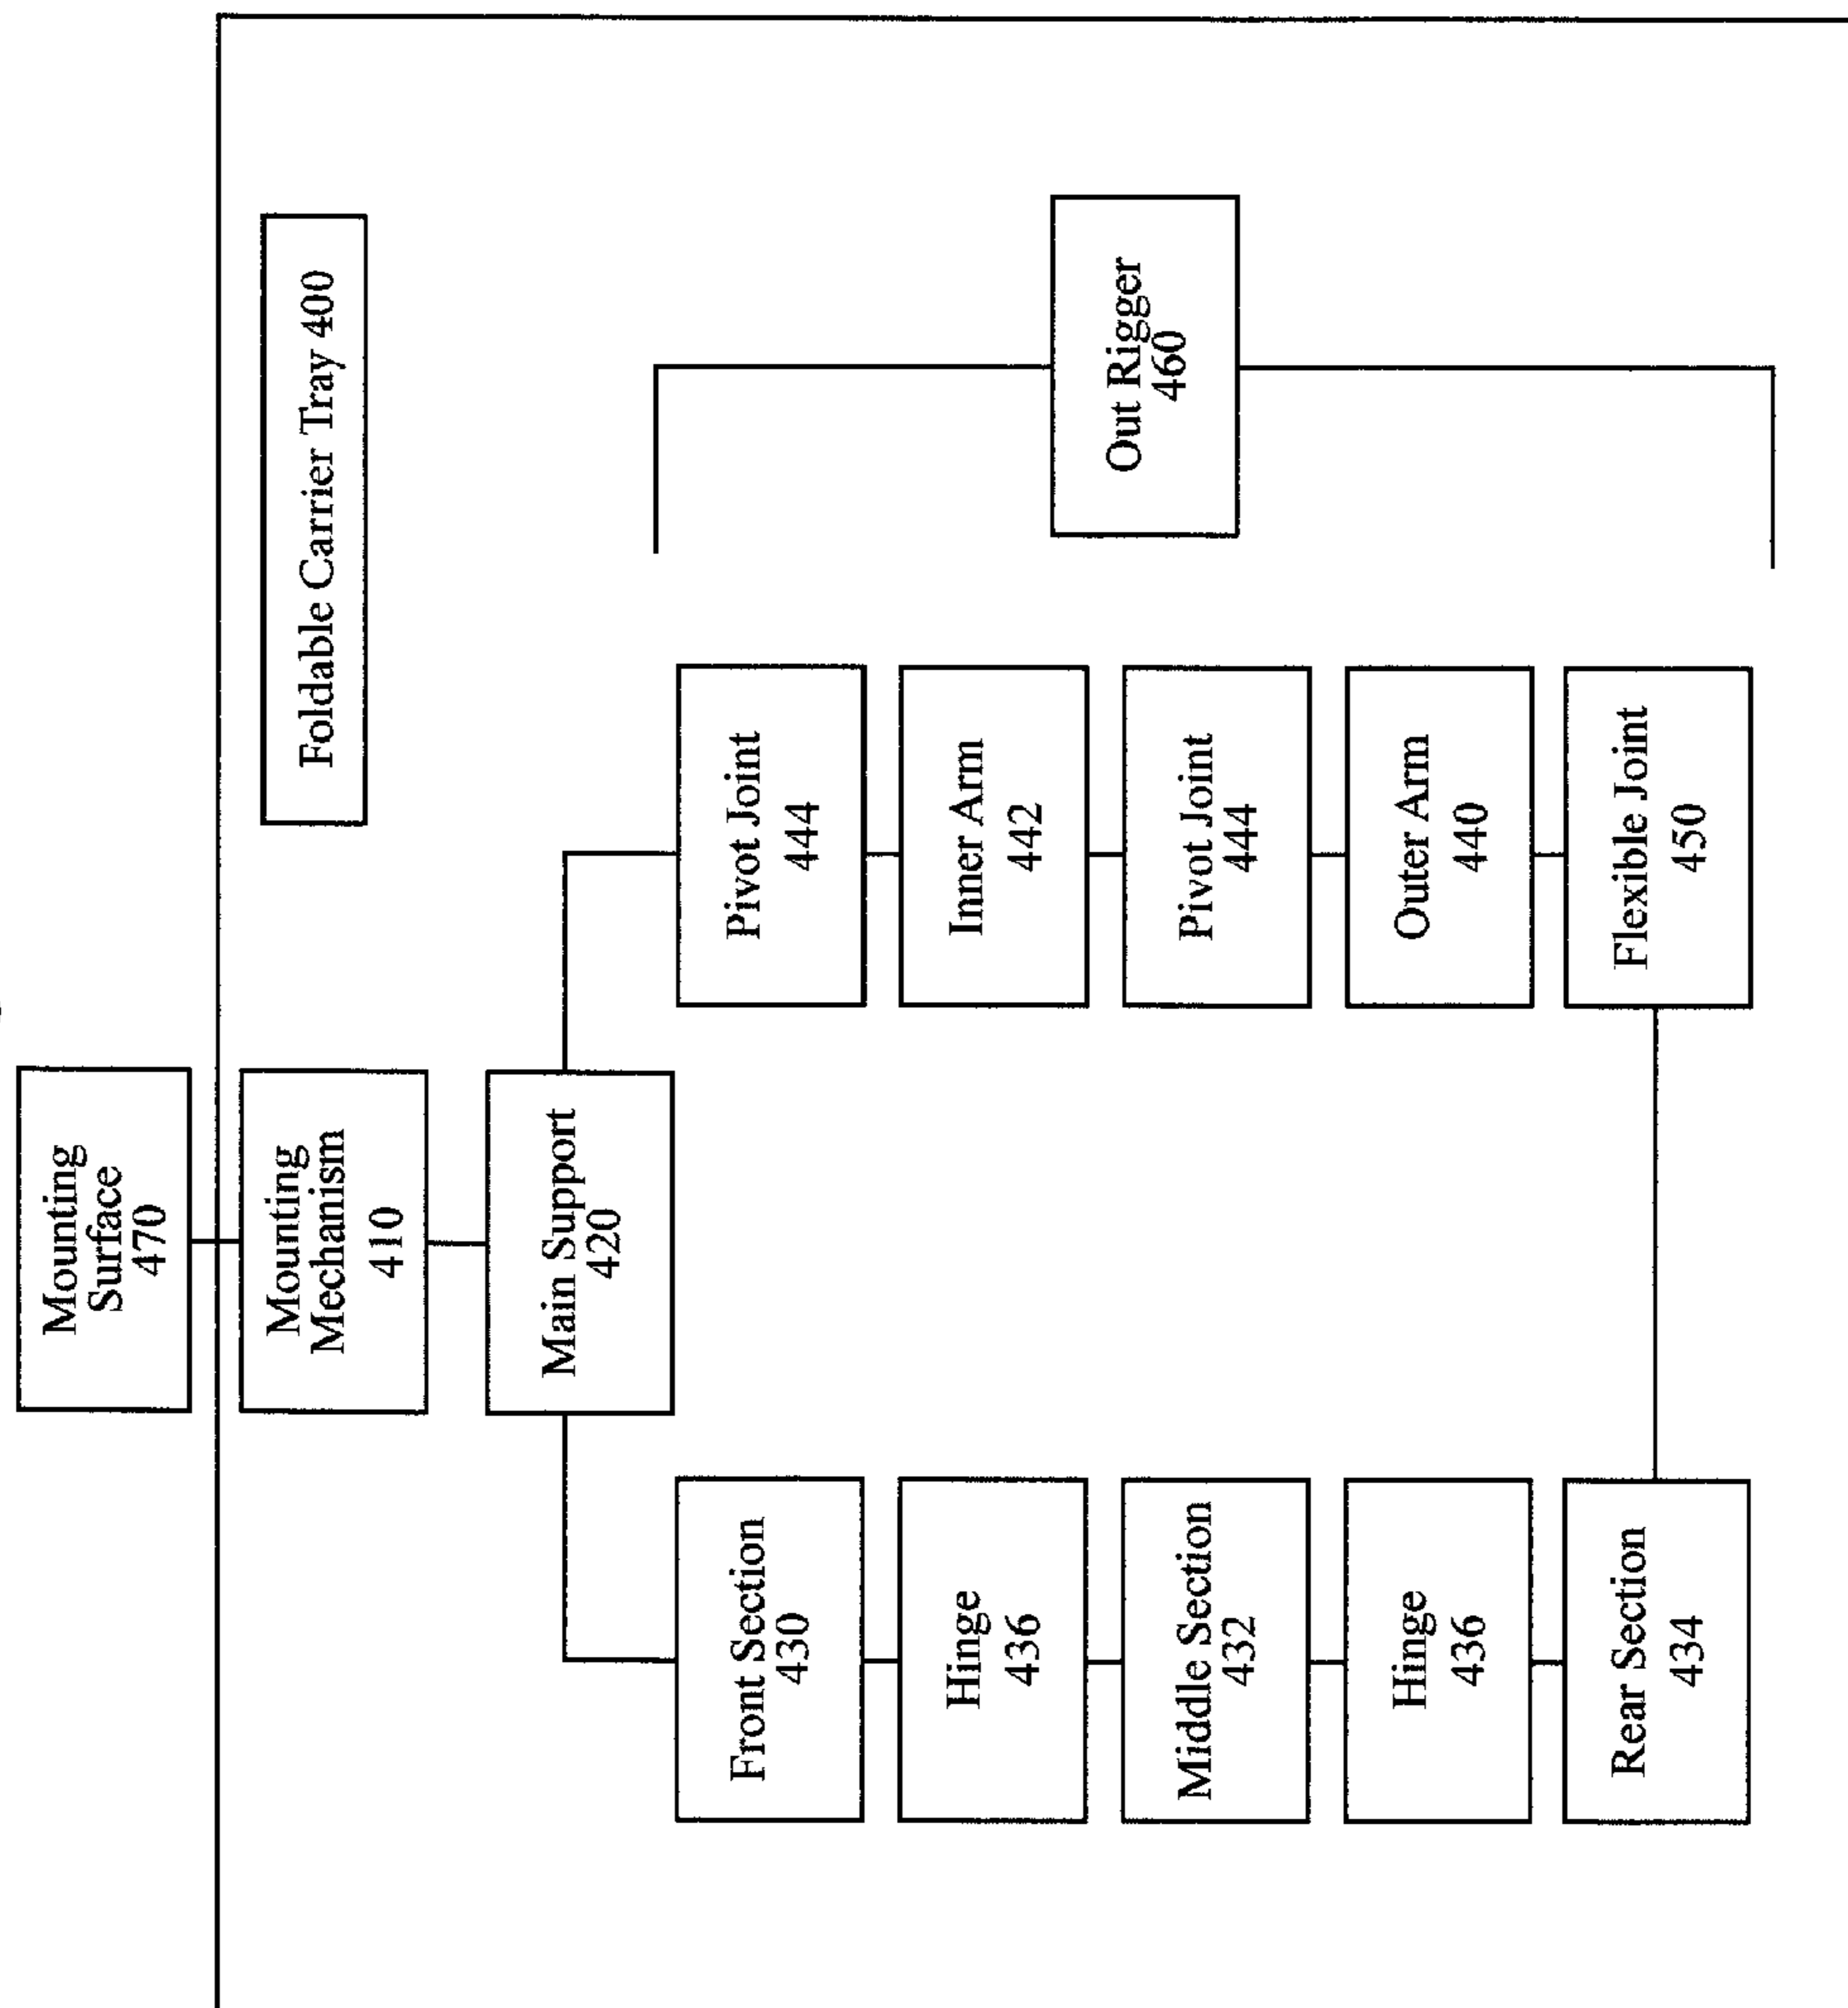 Mounting
Surface
470
Mounting
Mechanism
410
Foldable Carrier Tray 400
Main Support
420
Front Section
430
Hinge
436
Middle Section
432
Hinge
436
Rear Section
434
Pivot Joint
444
Inner Arm
442
Pivot Joint
444
Outer Arm
440
Flexible Joint
450
Out Rigger
460